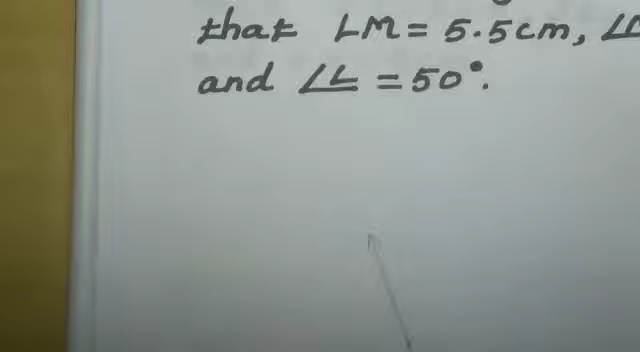 that LM = 5.5cm,
and ∠L = 50°.